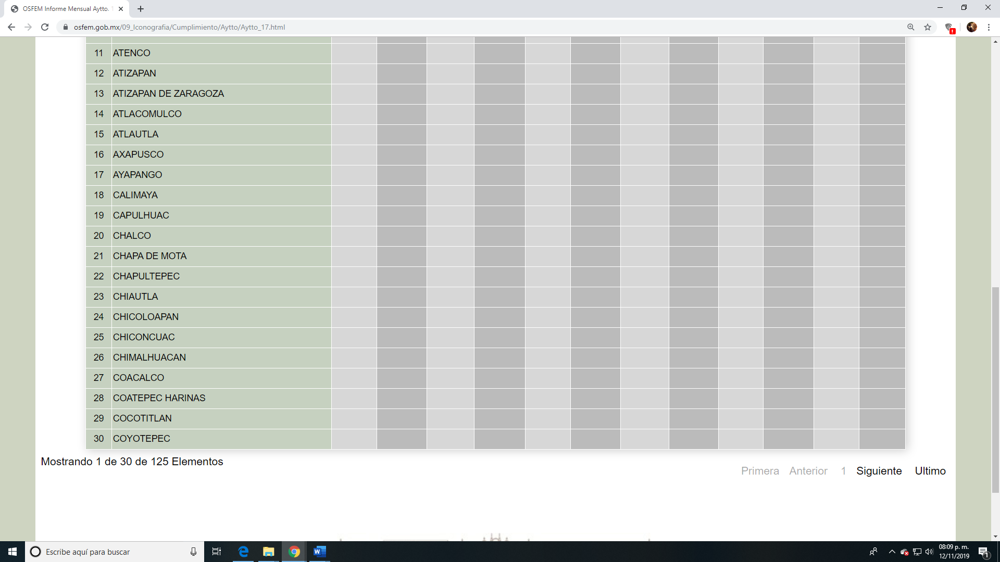 OSFEM Informe Mensual Aytto. 1
osfem.gob.mx/09_Iconografia/Cumplimiento/Aytto/Aytto_17.html
11 ATENCO
12 ATIZAPAN
13 ATIZAPAN DE ZARAGOZA
14 ATLACOMULCO
15 ATLAUTLA
16 AXAPUSCO
17 AYAPANGO
18 CALIMAYA
19 CAPULHUAC
20 CHALCO
21 CHAPA DE MOTA
22 CHAPULTEPEC
23 CHIAUTLA
24 CHICOLOAPAN
25 CHICONCUAC
26 CHIMALHUACAN
27 COACALCO
28 COATEPEC HARINAS
29 COCOTITLAN
30 COYOTEPEC
Mostrando 1 de 30 de 125 Elementos
Primera Anterior 1 Siguiente Ultimo
Escribe aquí para buscar
08:09 p. m.
12/11/2019
1